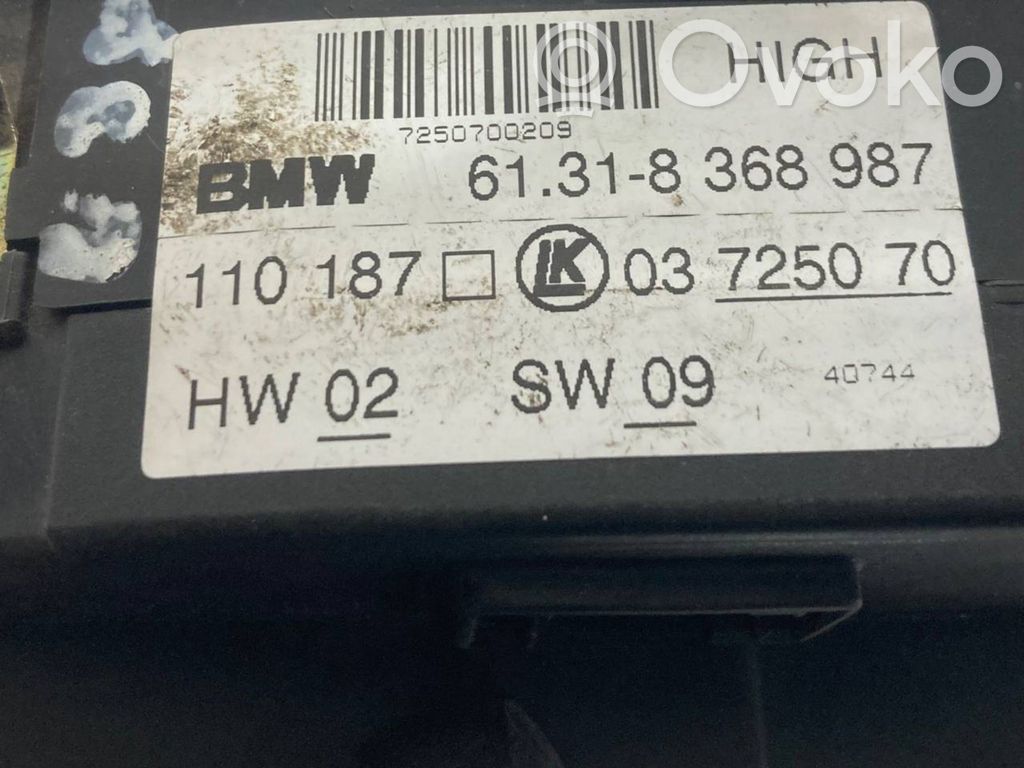 HIGH
Ovoko
7250700209
BMW 61.31-8 368 987
110 187 LK 03 7250 70
HW 02 SW 09 40744